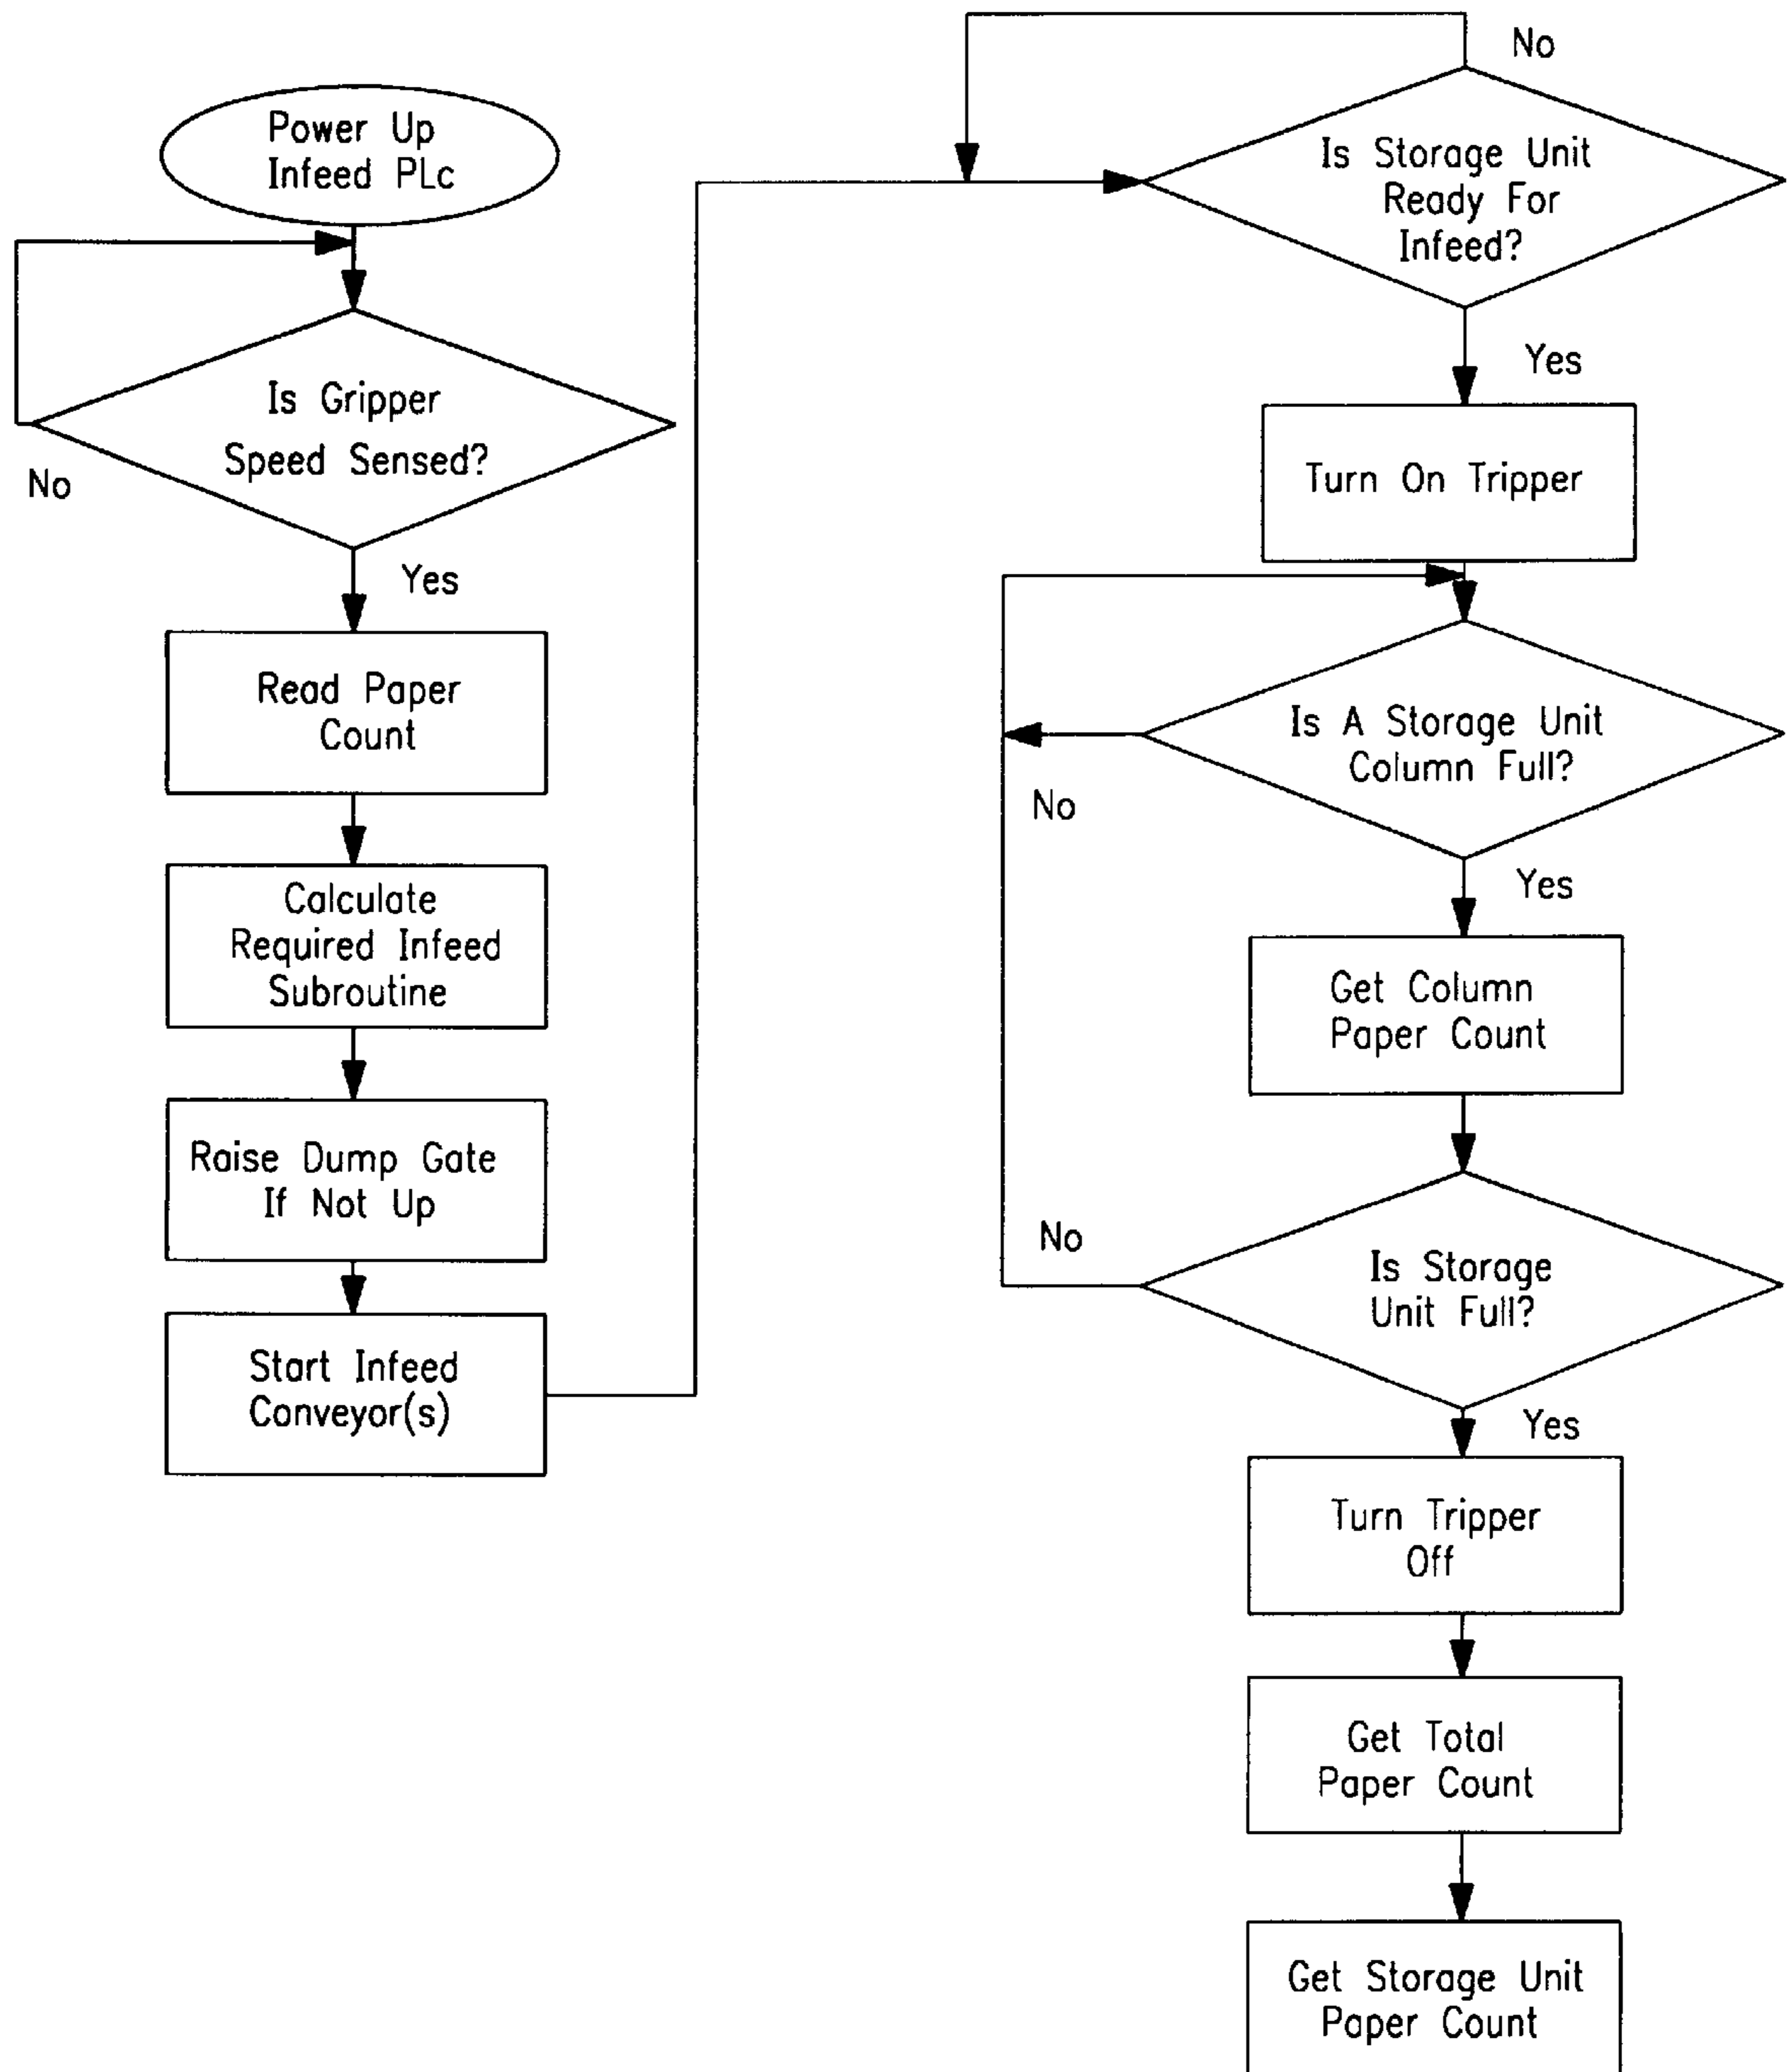 Power Up
Infeed PLc
Is Gripper
Speed Sensed?
No
Yes
Read Paper
Count
Calculate
Required Infeed
Subroutine
Raise Dump Gate
If Not Up
Start Infeed
Conveyor(s)
No
Is Storage Unit
Ready For
Infeed?
Yes
Turn On Tripper
Is A Storage Unit
Column Full?
No
Yes
Get Column
Paper Count
No
Is Storage
Unit Full?
Yes
Turn Tripper
Off
Get Total
Paper Count
Get Storage Unit
Paper Count